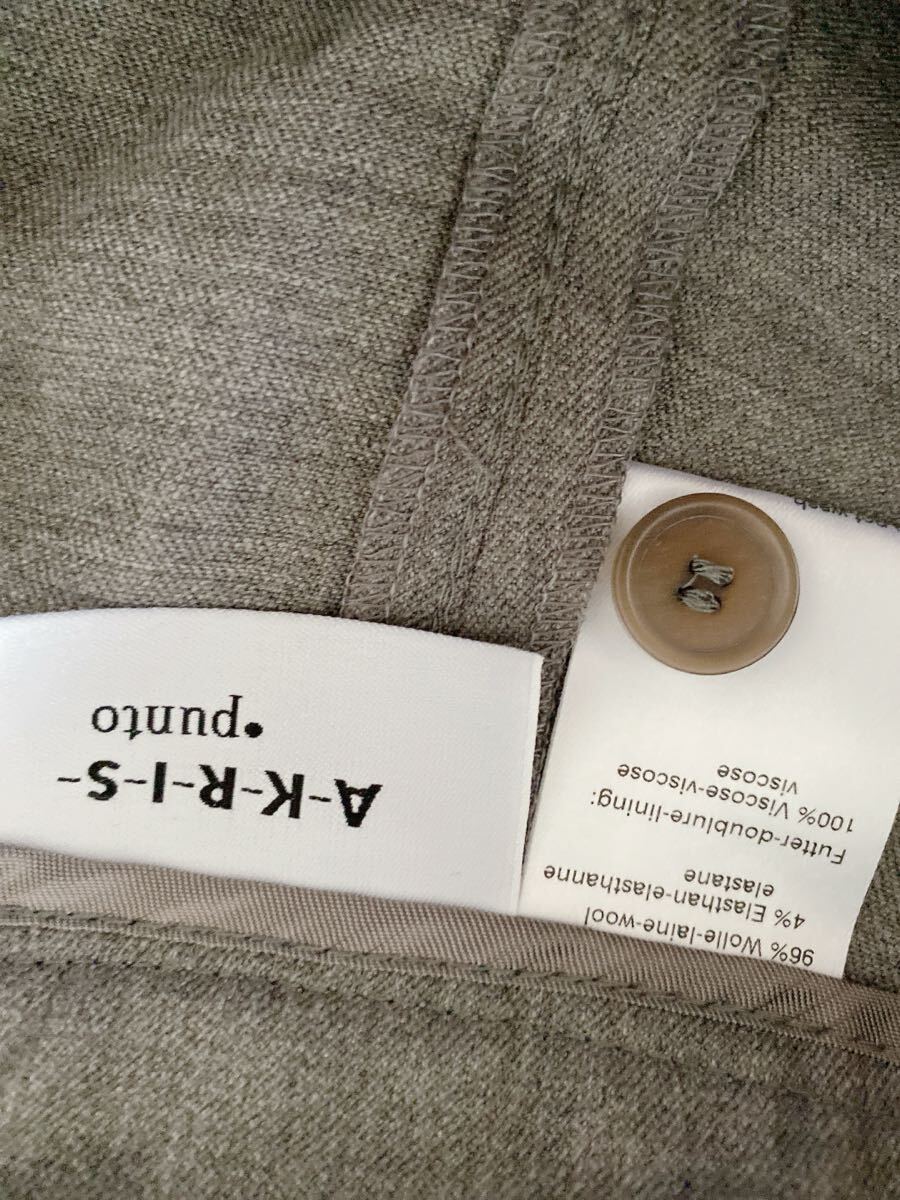 A-K-R-I-S-
•punto
96% Wolle-laine-wool
4% Elasthan-elasthanne
elastane
Futter-doublure-lining:
100% Viscose-viscose
viscose